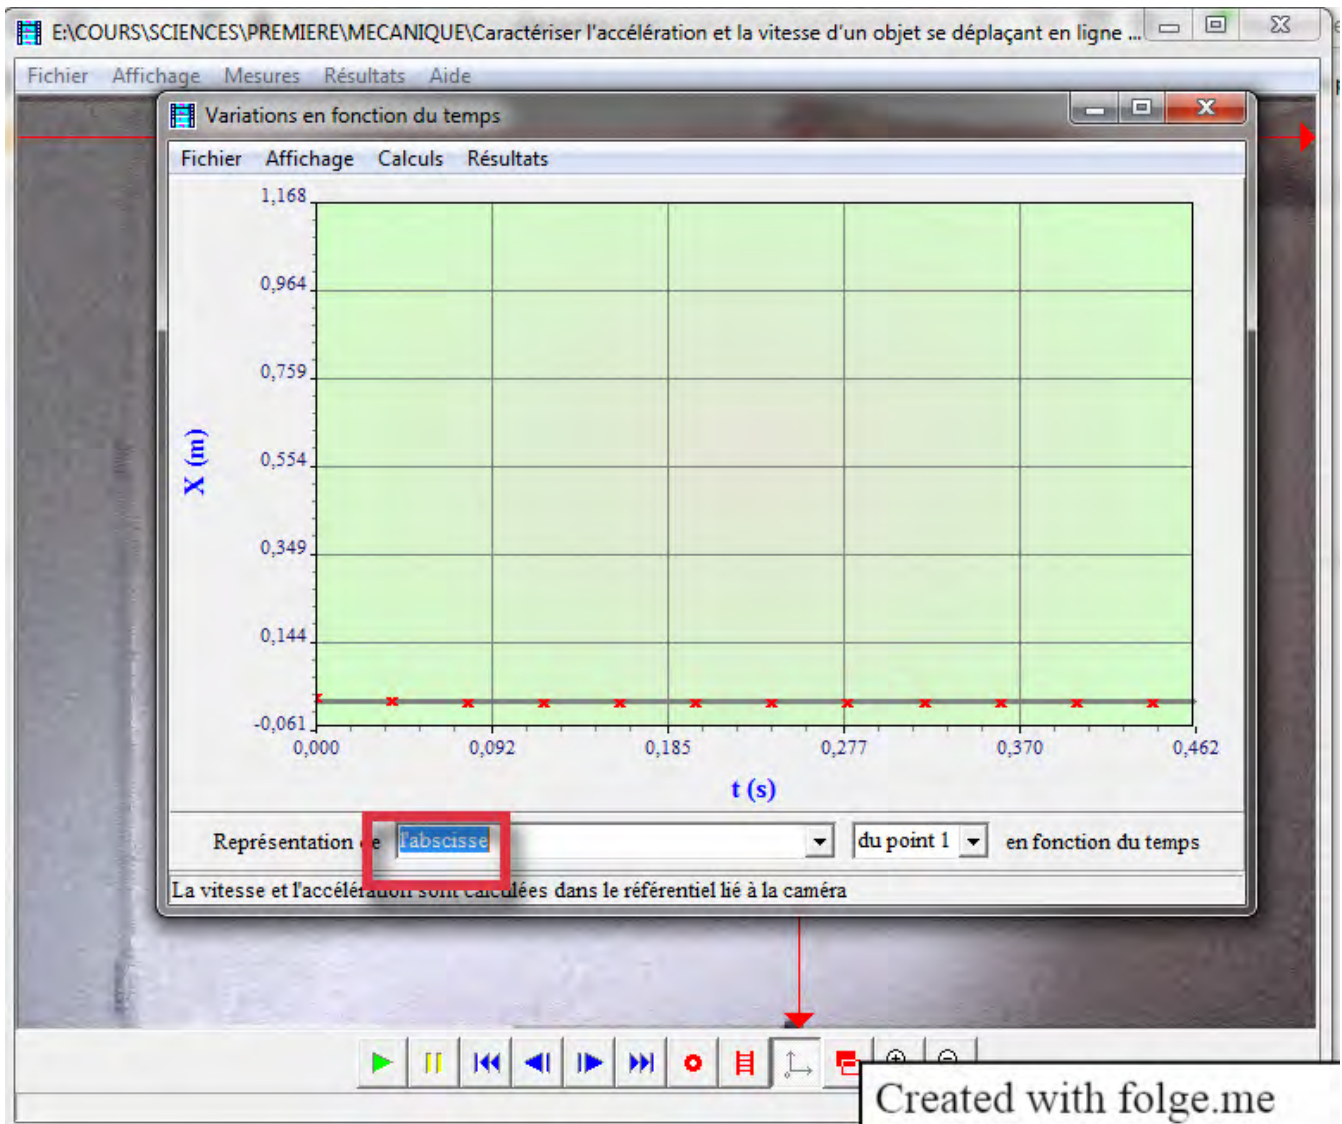 E:\COURS\SCIENCES\PREMIERE\MECANIQUE\Caractériser l'accélération et la vitesse d'un objet se déplaçant en ligne ...
Fichier Affichage Mesures Résultats Aide
Variations en fonction du temps
Fichier Affichage Calculs Résultats
1,168
0,964
0,759
0,554
0,349
0,144
-0,061
X (m)
0,000 0,092 0,185 0,277 0,370 0,462
t (s)
Représentation de l'abscisse du point 1 en fonction du temps
La vitesse et l'accélération sont calculées dans le référentiel lié à la caméra
Created with folge.me